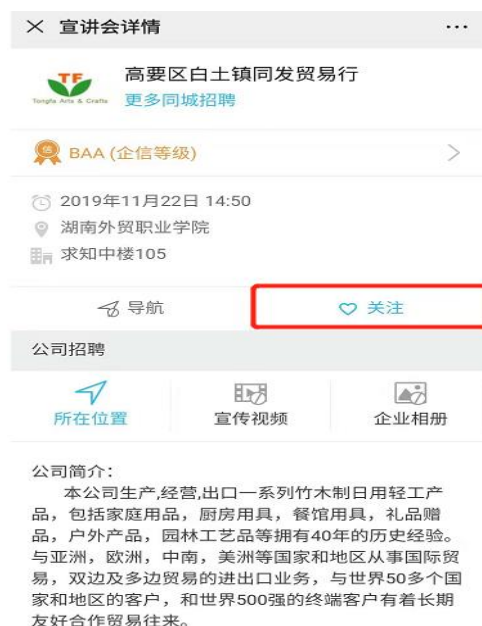 宣讲会详情
TF
Tongfa Arts & Crafts
高要区白土镇同发贸易行
更多同城招聘
信
BAA (企信等级)
2019年11月22日 14:50
湖南外贸职业学院
求知中楼105
导航
关注
公司招聘
所在位置
宣传视频
企业相册
公司简介：
本公司生产,经营,出口一系列竹木制日用轻工产
品，包括家庭用品，厨房用具，餐馆用具，礼品赠
品，户外产品，园林工艺品等拥有40年的历史经验。
与亚洲，欧洲，中南，美洲等国家和地区从事国际贸
易，双边及多边贸易的进出口业务，与世界50多个国
家和地区的客户，和世界500强的终端客户有着长期
友好合作贸易往来。